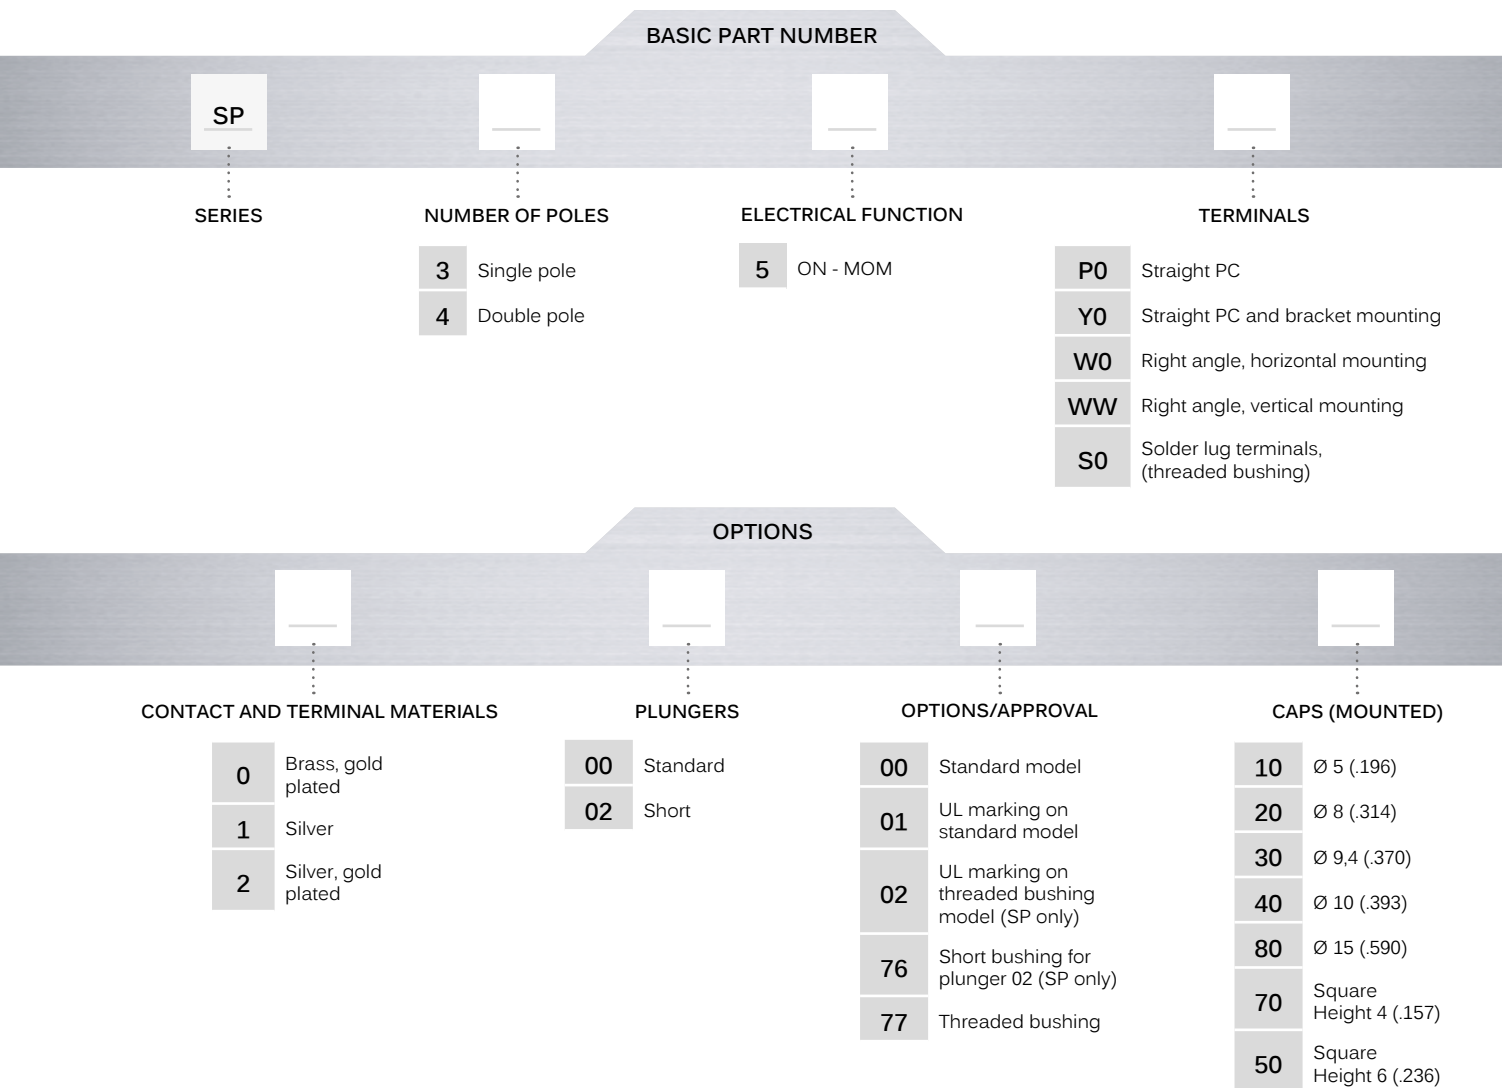 BASIC PART NUMBER
SP
SERIES
NUMBER OF POLES
3 Single pole
4 Double pole
ELECTRICAL FUNCTION
5 ON - MOM
TERMINALS
P0 Straight PC
Y0 Straight PC and bracket mounting
W0 Right angle, horizontal mounting
WW Right angle, vertical mounting
S0 Solder lug terminals,
(threaded bushing)
OPTIONS
CONTACT AND TERMINAL MATERIALS
0 Brass, gold
plated
1 Silver
2 Silver, gold
plated
PLUNGERS
00 Standard
02 Short
OPTIONS/APPROVAL
00 Standard model
01 UL marking on
standard model
02 UL marking on
threaded bushing
model (SP only)
76 Short bushing for
plunger 02 (SP only)
77 Threaded bushing
CAPS (MOUNTED)
10 Ø 5 (.196)
20 Ø 8 (.314)
30 Ø 9,4 (.370)
40 Ø 10 (.393)
80 Ø 15 (.590)
70 Square
Height 4 (.157)
50 Square
Height 6 (.236)